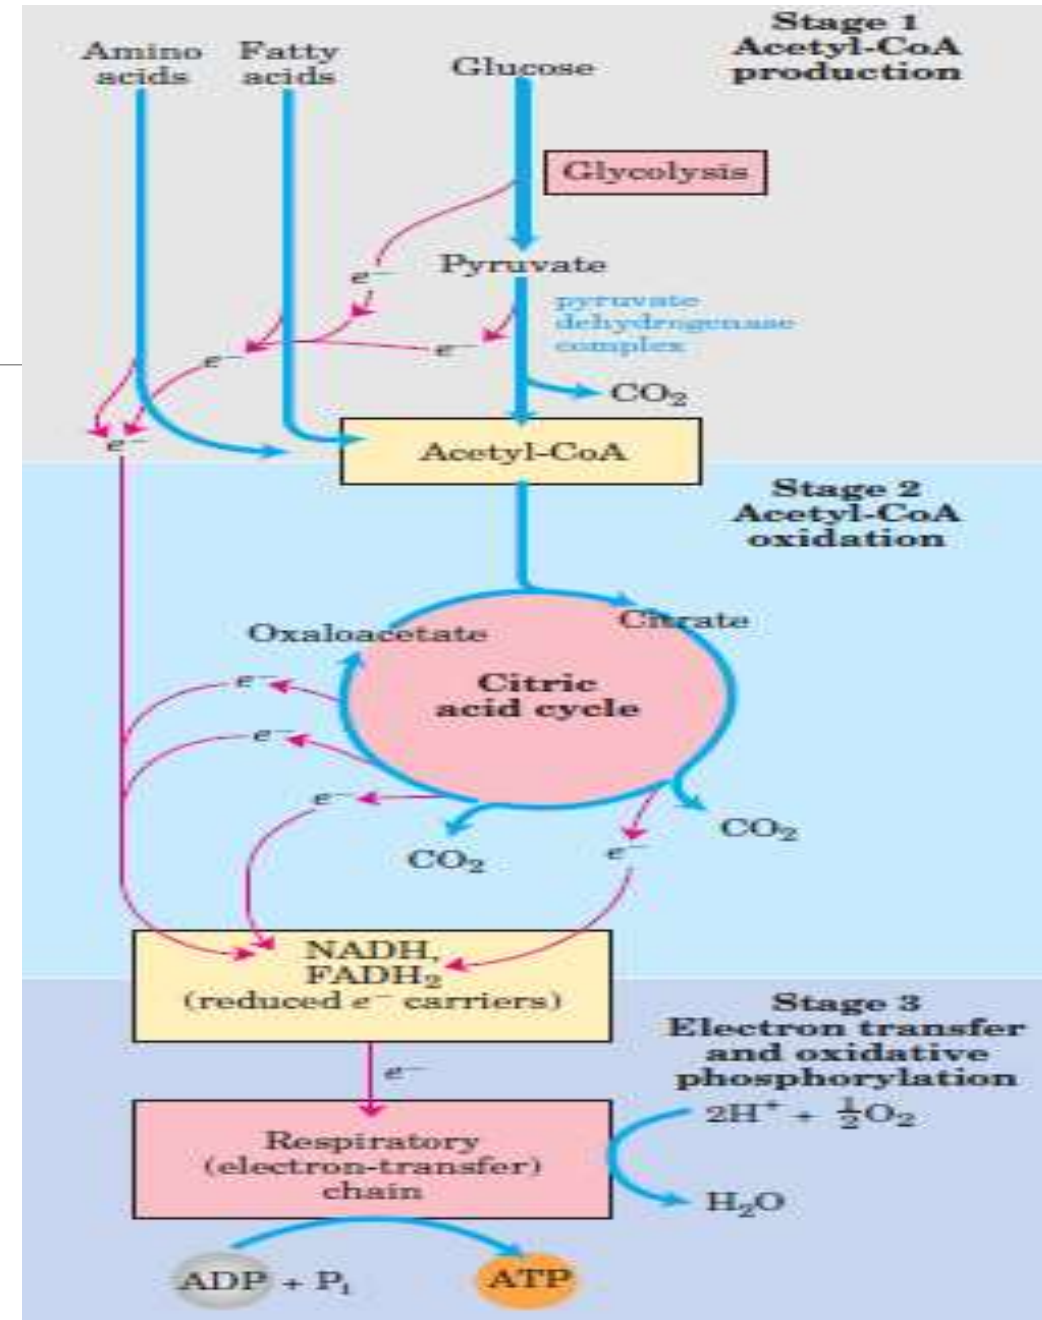 Stage 1
Acetyl-CoA
production
Amino
acids
Fatty
acids
Glucose
Glycolysis
e⁻
Pyruvate
pyruvate
dehydrogenase
complex
e⁻
e⁻
CO₂
e⁻
Acetyl-CoA
Stage 2
Acetyl-CoA
oxidation
Oxaloacetate
Citrate
Citric
acid cycle
e⁻
e⁻
e⁻
CO₂
CO₂
e⁻
NADH,
FADH₂
(reduced e⁻ carriers)
Stage 3
Electron transfer
and oxidative
phosphorylation
e⁻
2H⁺ + ½O₂
Respiratory
(electron-transfer)
chain
H₂O
ADP + Pᵢ
ATP